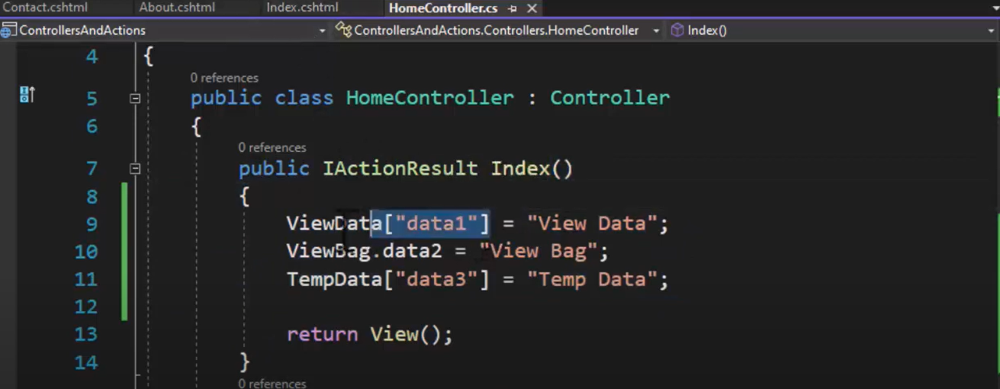 Contact.cshtml About.cshtml Index.cshtml HomeController.cs
ControllersAndActions ControllersAndActions.Controllers.HomeController Index()
4 {
0 references
5 public class HomeController : Controller
6 {
0 references
7 public IActionResult Index()
8 {
9 ViewData["data1"] = "View Data";
10 ViewBag.data2 = "View Bag";
11 TempData["data3"] = "Temp Data";
12
13 return View();
14 }
0 references